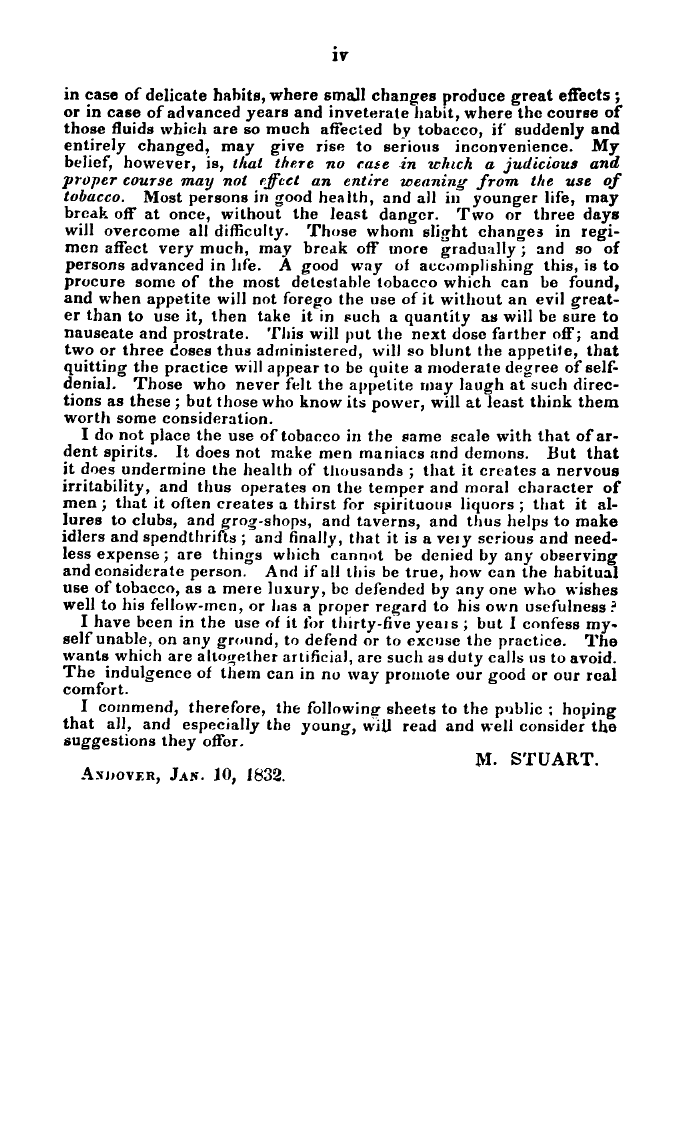 iv
in case of delicate habits, where small changes produce great effects ;
or in case of advanced years and inveterate habit, where the course of
those fluids which are so much affected by tobacco, if suddenly and
entirely changed, may give rise to serious inconvenience. My
belief, however, is, that there no case in which a judicious and
proper course may not effect an entire weaning from the use of
tobacco. Most persons in good health, and all in younger life, may
break off at once, without the least danger. Two or three days
will overcome all difficulty. Those whom slight changes in regi-
men affect very much, may break off more gradually ; and so of
persons advanced in life. A good way of accomplishing this, is to
procure some of the most detestable tobacco which can be found,
and when appetite will not forego the use of it without an evil great-
er than to use it, then take it in such a quantity as will be sure to
nauseate and prostrate. This will put the next dose farther off ; and
two or three doses thus administered, will so blunt the appetite, that
quitting the practice will appear to be quite a moderate degree of self-
denial. Those who never felt the appetite may laugh at such direc-
tions as these ; but those who know its power, will at least think them
worth some consideration.
I do not place the use of tobacco in the same scale with that of ar-
dent spirits. It does not make men maniacs and demons. But that
it does undermine the health of thousands ; that it creates a nervous
irritability, and thus operates on the temper and moral character of
men ; that it often creates a thirst for spirituous liquors ; that it al-
lures to clubs, and grog-shops, and taverns, and thus helps to make
idlers and spendthrifts ; and finally, that it is a very serious and need-
less expense ; are things which cannot be denied by any observing
and considerate person. And if all this be true, how can the habitual
use of tobacco, as a mere luxury, be defended by any one who wishes
well to his fellow-men, or has a proper regard to his own usefulness ?
I have been in the use of it for thirty-five years ; but I confess my-
self unable, on any ground, to defend or to excuse the practice. The
wants which are altogether artificial, are such as duty calls us to avoid.
The indulgence of them can in no way promote our good or our real
comfort.
I commend, therefore, the following sheets to the public ; hoping
that all, and especially the young, will read and well consider the
suggestions they offer.
M. STUART.
ANDOVER, JAN. 10, 1832.